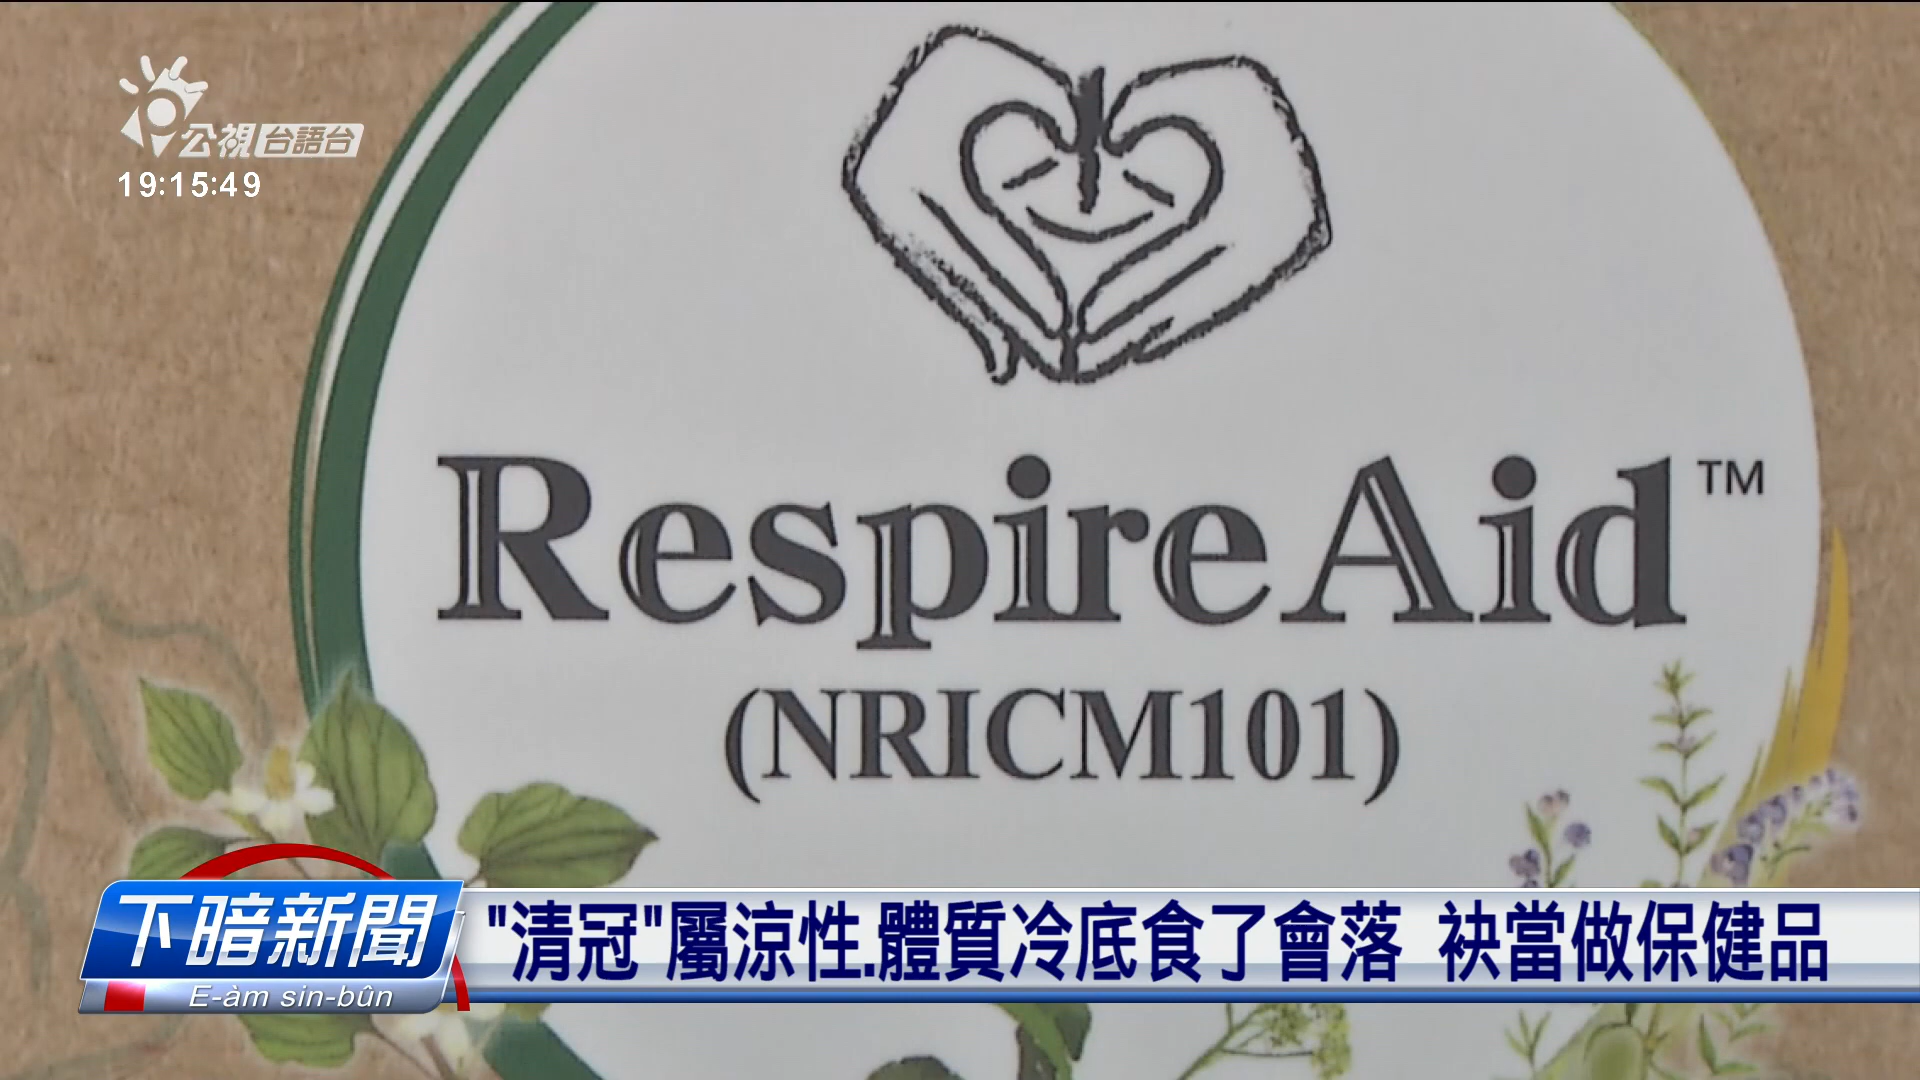 公視台語台
19:15:49
RespireAid™
(NRICM101)
下暗新聞
E-àm sin-bûn
"清冠"屬涼性.體質冷底食了會落 袂當做保健品